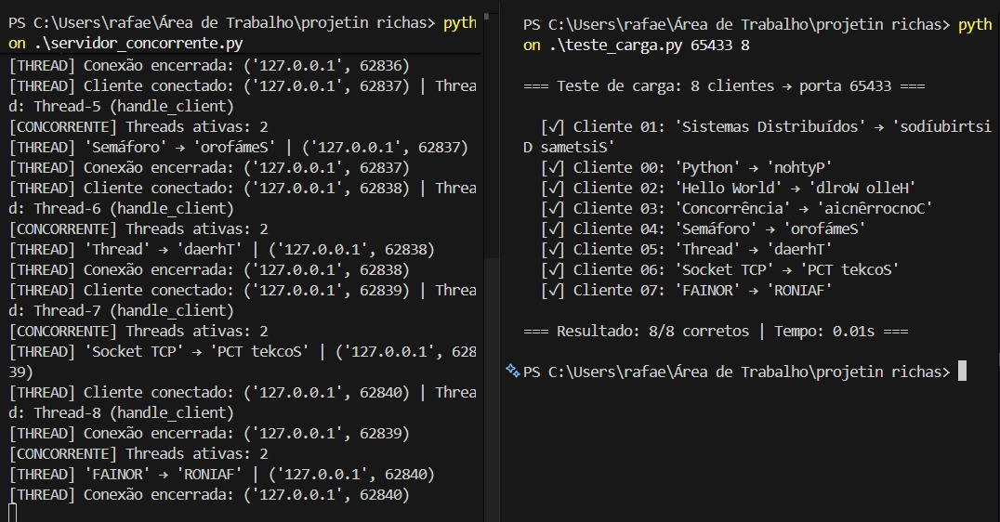 PS C:\Users\rafae\Área de Trabalho\projetin richas> pyth
on .\servidor_concorrente.py
[THREAD] Conexão encerrada: ('127.0.0.1', 62836)
[THREAD] Cliente conectado: ('127.0.0.1', 62837) | Threa
d: Thread-5 (handle_client)
[CONCORRENTE] Threads ativas: 2
[THREAD] 'Semáforo' → 'orofámeS' | ('127.0.0.1', 62837)
[THREAD] Conexão encerrada: ('127.0.0.1', 62837)
[THREAD] Cliente conectado: ('127.0.0.1', 62838) | Threa
d: Thread-6 (handle_client)
[CONCORRENTE] Threads ativas: 2
[THREAD] 'Thread' → 'daerhT' | ('127.0.0.1', 62838)
[THREAD] Conexão encerrada: ('127.0.0.1', 62838)
[THREAD] Cliente conectado: ('127.0.0.1', 62839) | Threa
d: Thread-7 (handle_client)
[CONCORRENTE] Threads ativas: 2
[THREAD] 'Socket TCP' → 'PCT tekcoS' | ('127.0.0.1', 628
39)
[THREAD] Cliente conectado: ('127.0.0.1', 62840) | Threa
d: Thread-8 (handle_client)
[THREAD] Conexão encerrada: ('127.0.0.1', 62839)
[CONCORRENTE] Threads ativas: 2
[THREAD] 'FAINOR' → 'RONIAF' | ('127.0.0.1', 62840)
[THREAD] Conexão encerrada: ('127.0.0.1', 62840)
PS C:\Users\rafae\Área de Trabalho\projetin richas> pyth
on .\teste_carga.py 65433 8
=== Teste de carga: 8 clientes → porta 65433 ===
[✓] Cliente 01: 'Sistemas Distribuídos' → 'sodíubirtsi
D sametsiS'
[✓] Cliente 00: 'Python' → 'nohtyP'
[✓] Cliente 02: 'Hello World' → 'dlroW olleH'
[✓] Cliente 03: 'Concorrência' → 'aicnêrrocnoC'
[✓] Cliente 04: 'Semáforo' → 'orofámeS'
[✓] Cliente 05: 'Thread' → 'daerhT'
[✓] Cliente 06: 'Socket TCP' → 'PCT tekcoS'
[✓] Cliente 07: 'FAINOR' → 'RONIAF'
=== Resultado: 8/8 corretos | Tempo: 0.01s ===
PS C:\Users\rafae\Área de Trabalho\projetin richas>